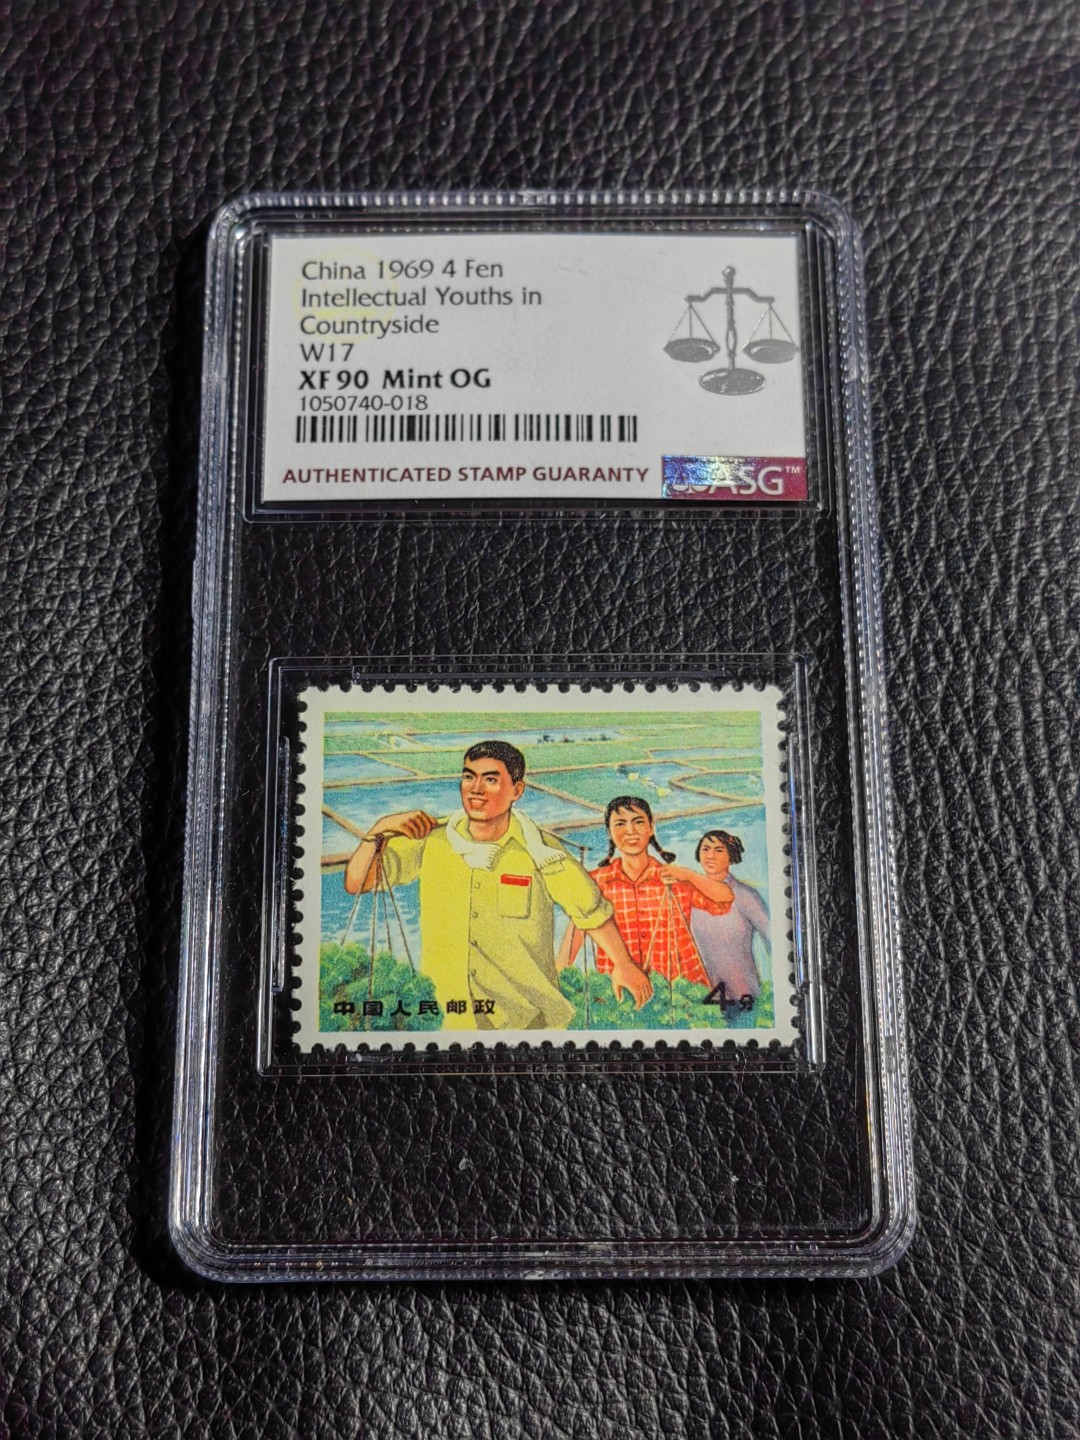 China 1969 4 Fen
Intellectual Youths in
Countryside
W17
XF 90 Mint OG
1050740-018
AUTHENTICATED STAMP GUARANTY
ASG™
中国人民邮政
4分